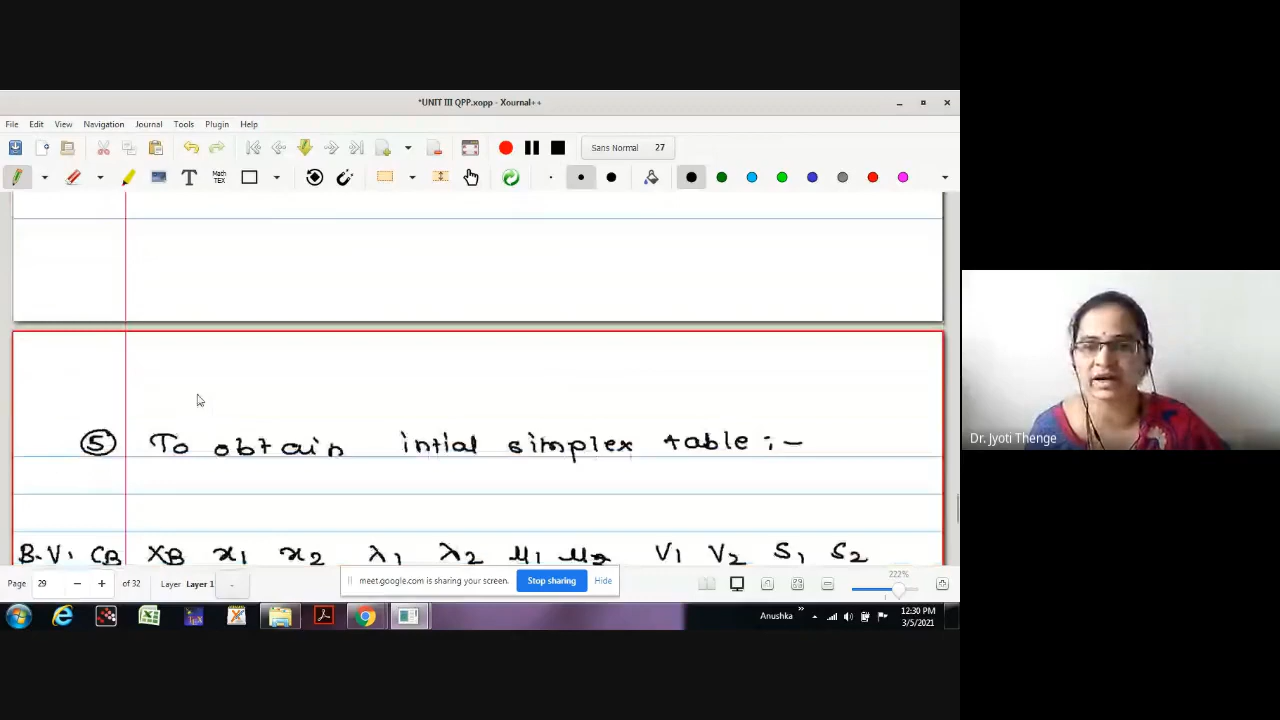 *UNIT III QPP.xopp - Xournal++
File Edit View Navigation Journal Tools Plugin Help
Sans Normal 27
T Math TEX
⑤ To obtain intial simplex table :-
B.V. CB XB x1 x2 λ1 λ2 μ1 μ2 V1 V2 S1 S2
Page 29 of 32 Layer Layer 1
meet.google.com is sharing your screen. Stop sharing Hide
222%
Anushka
12:30 PM
3/5/2021
Dr. Jyoti Thenge